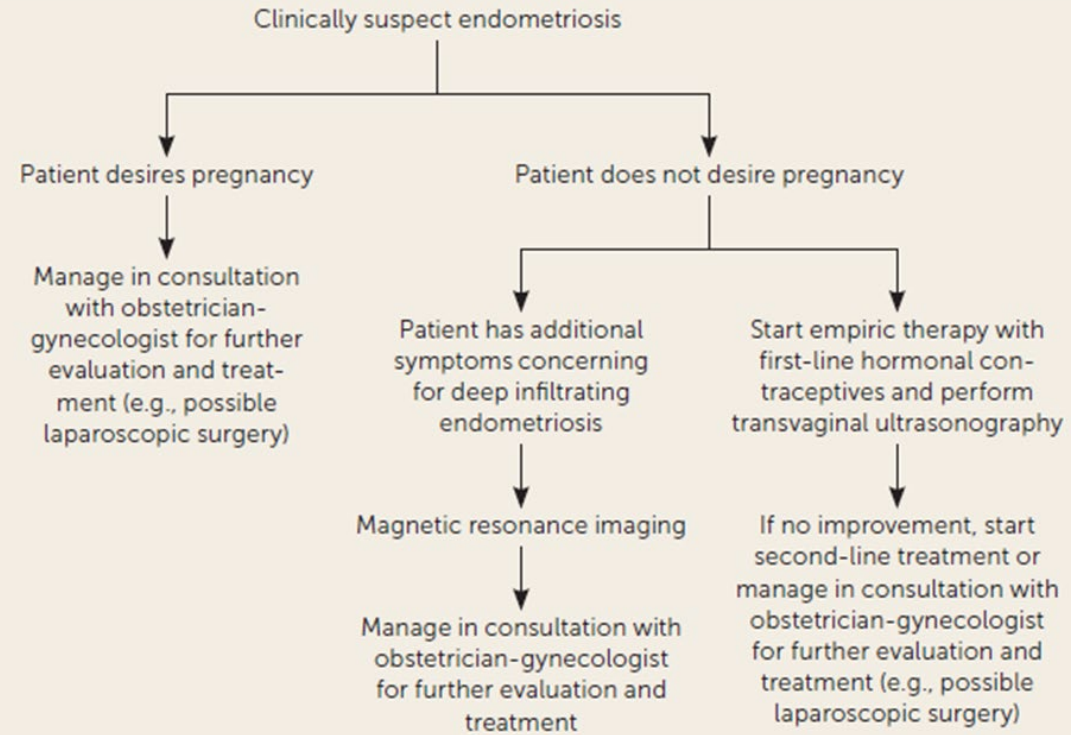 Clinically suspect endometriosis
Patient desires pregnancy
Patient does not desire pregnancy
Manage in consultation
with obstetrician-
gynecologist for further
evaluation and treat-
ment (e.g., possible
laparoscopic surgery)
Patient has additional
symptoms concerning
for deep infiltrating
endometriosis
Magnetic resonance imaging
Manage in consultation with
obstetrician-gynecologist
for further evaluation and
treatment
Start empiric therapy with
first-line hormonal con-
traceptives and perform
transvaginal ultrasonography
If no improvement, start
second-line treatment or
manage in consultation with
obstetrician-gynecologist
for further evaluation and
treatment (e.g., possible
laparoscopic surgery)